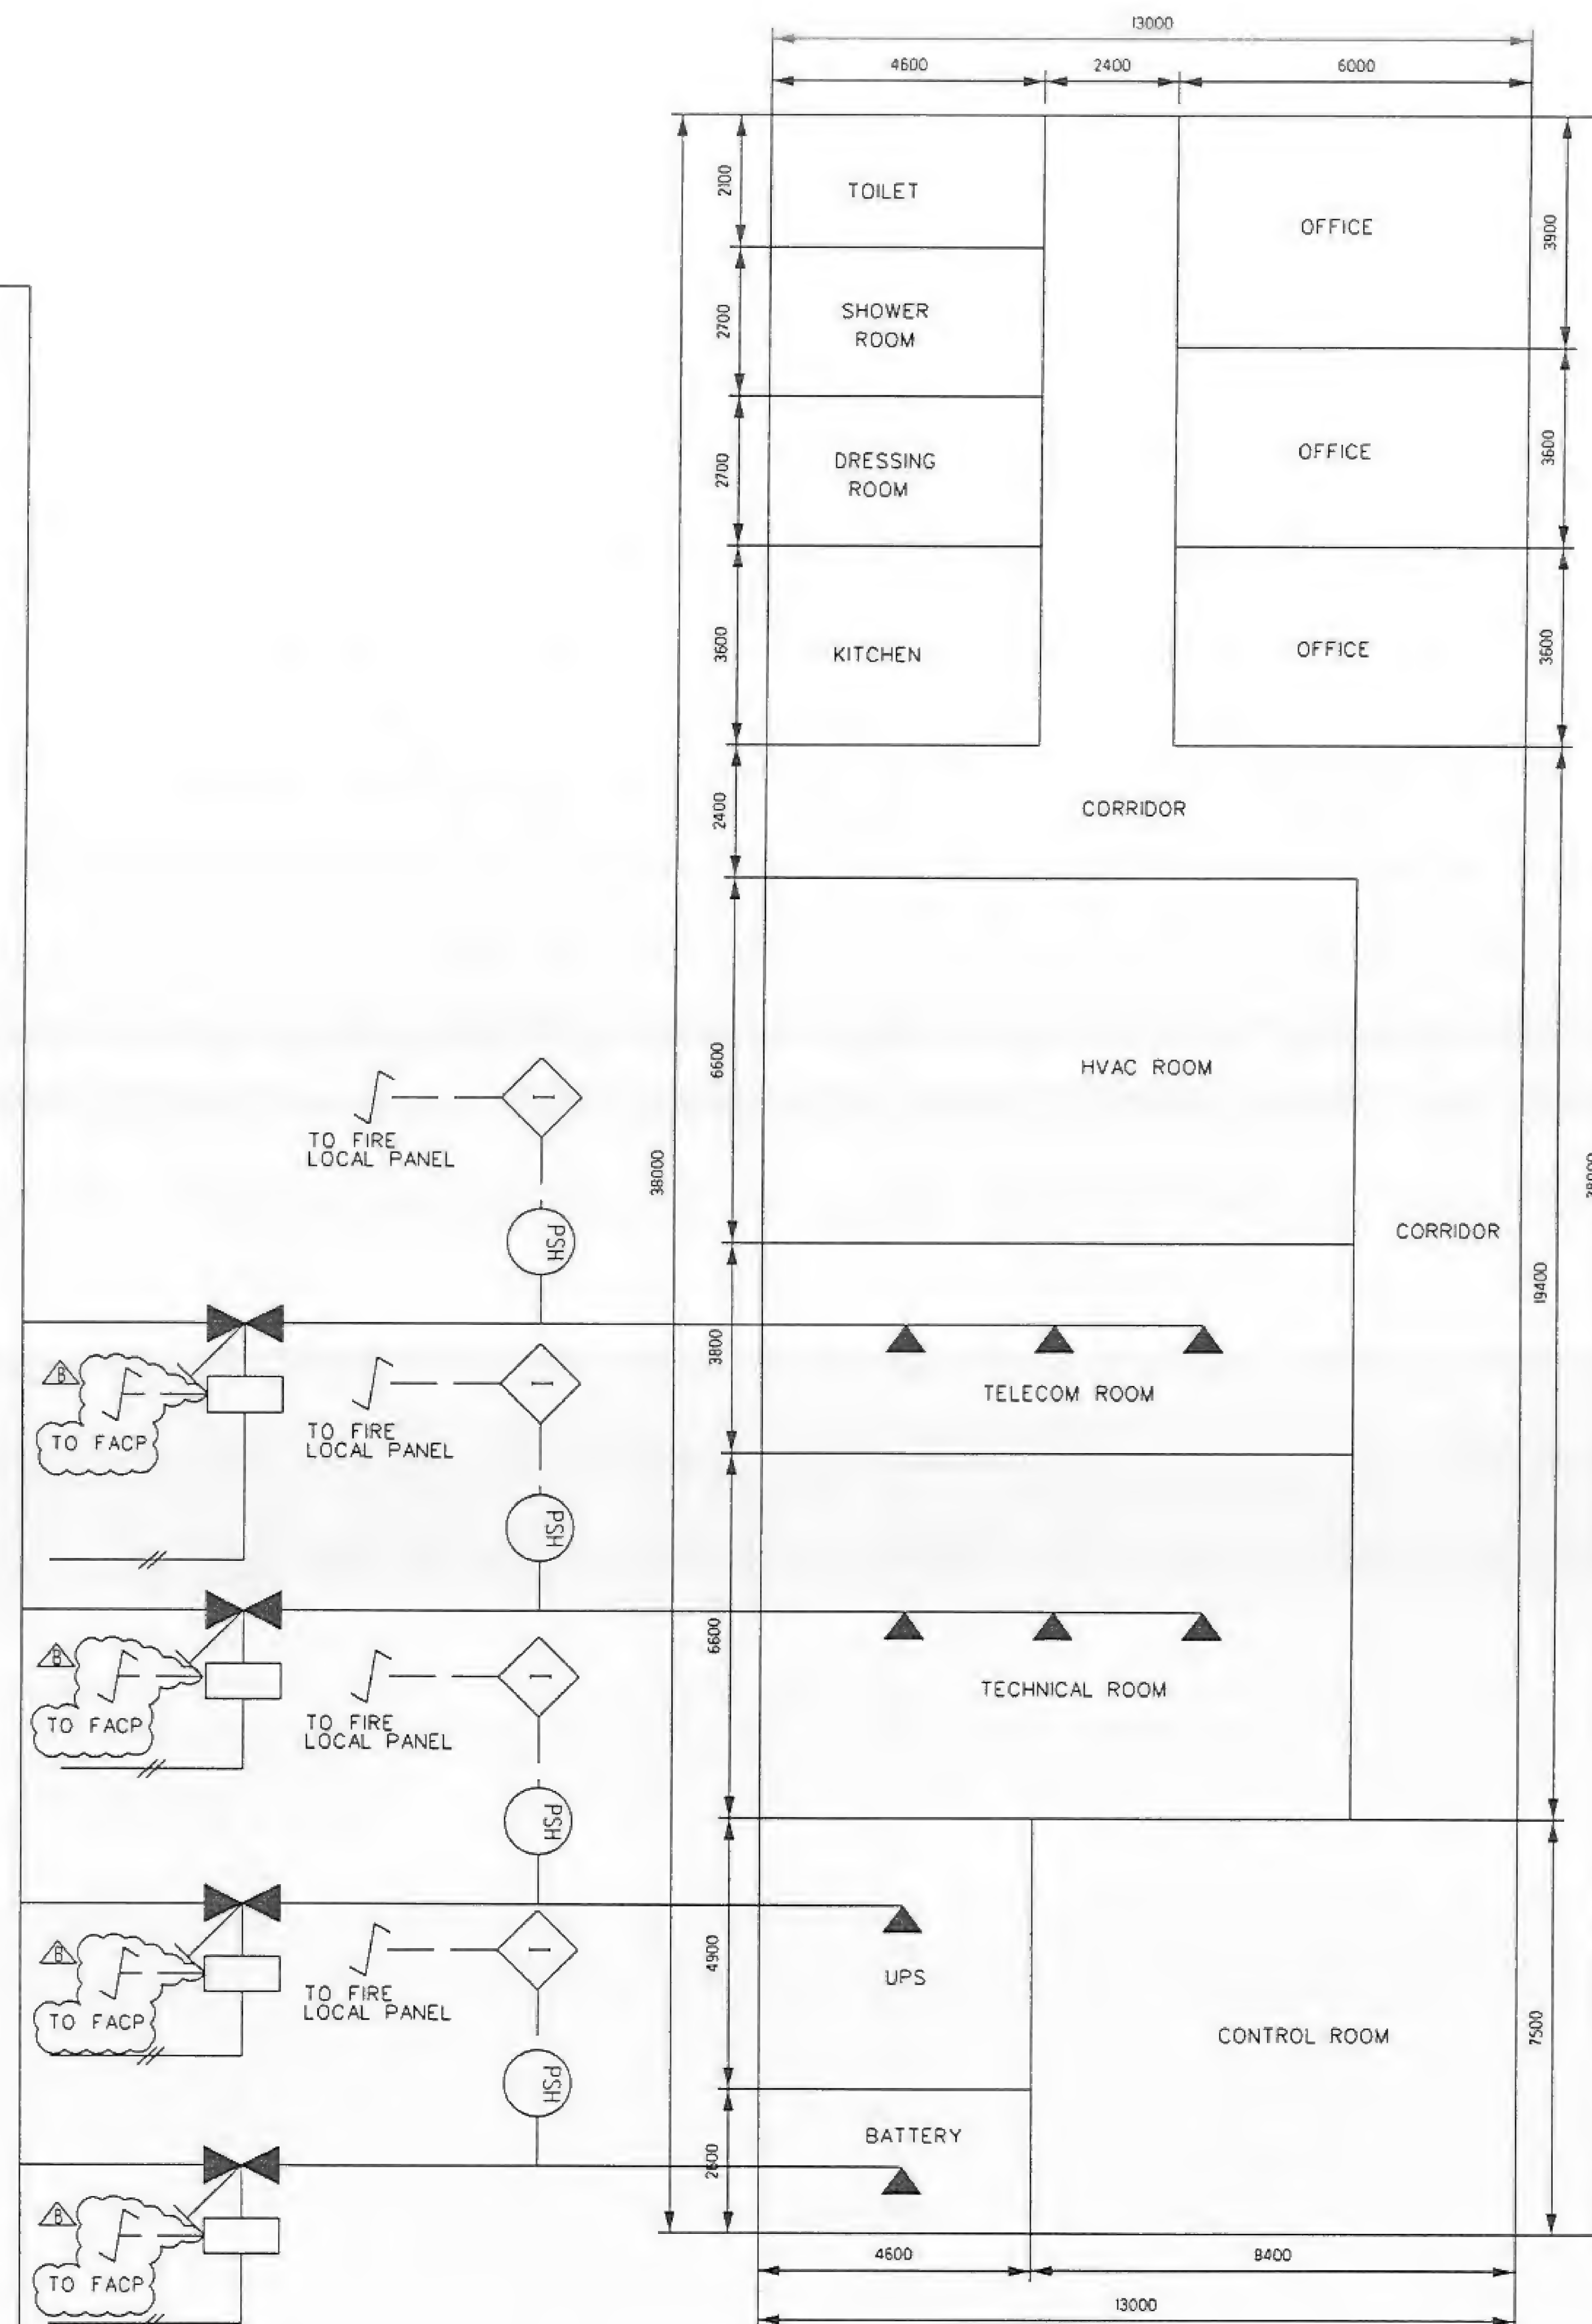 13000
4600
2400
6000
2100
TOILET
OFFICE
3900
2700
SHOWER
ROOM
2700
DRESSING
ROOM
OFFICE
3600
3600
KITCHEN
OFFICE
3600
2400
CORRIDOR
6600
HVAC ROOM
I
TO FIRE
LOCAL PANEL
38000
38000
PSH
CORRIDOR
19400
3800
TELECOM ROOM
B
TO FACP
I
TO FIRE
LOCAL PANEL
PSH
6600
TECHNICAL ROOM
B
TO FACP
I
TO FIRE
LOCAL PANEL
PSH
4900
UPS
B
TO FACP
I
TO FIRE
LOCAL PANEL
CONTROL ROOM
7500
PSH
BATTERY
2600
B
TO FACP
4600
8400
13000